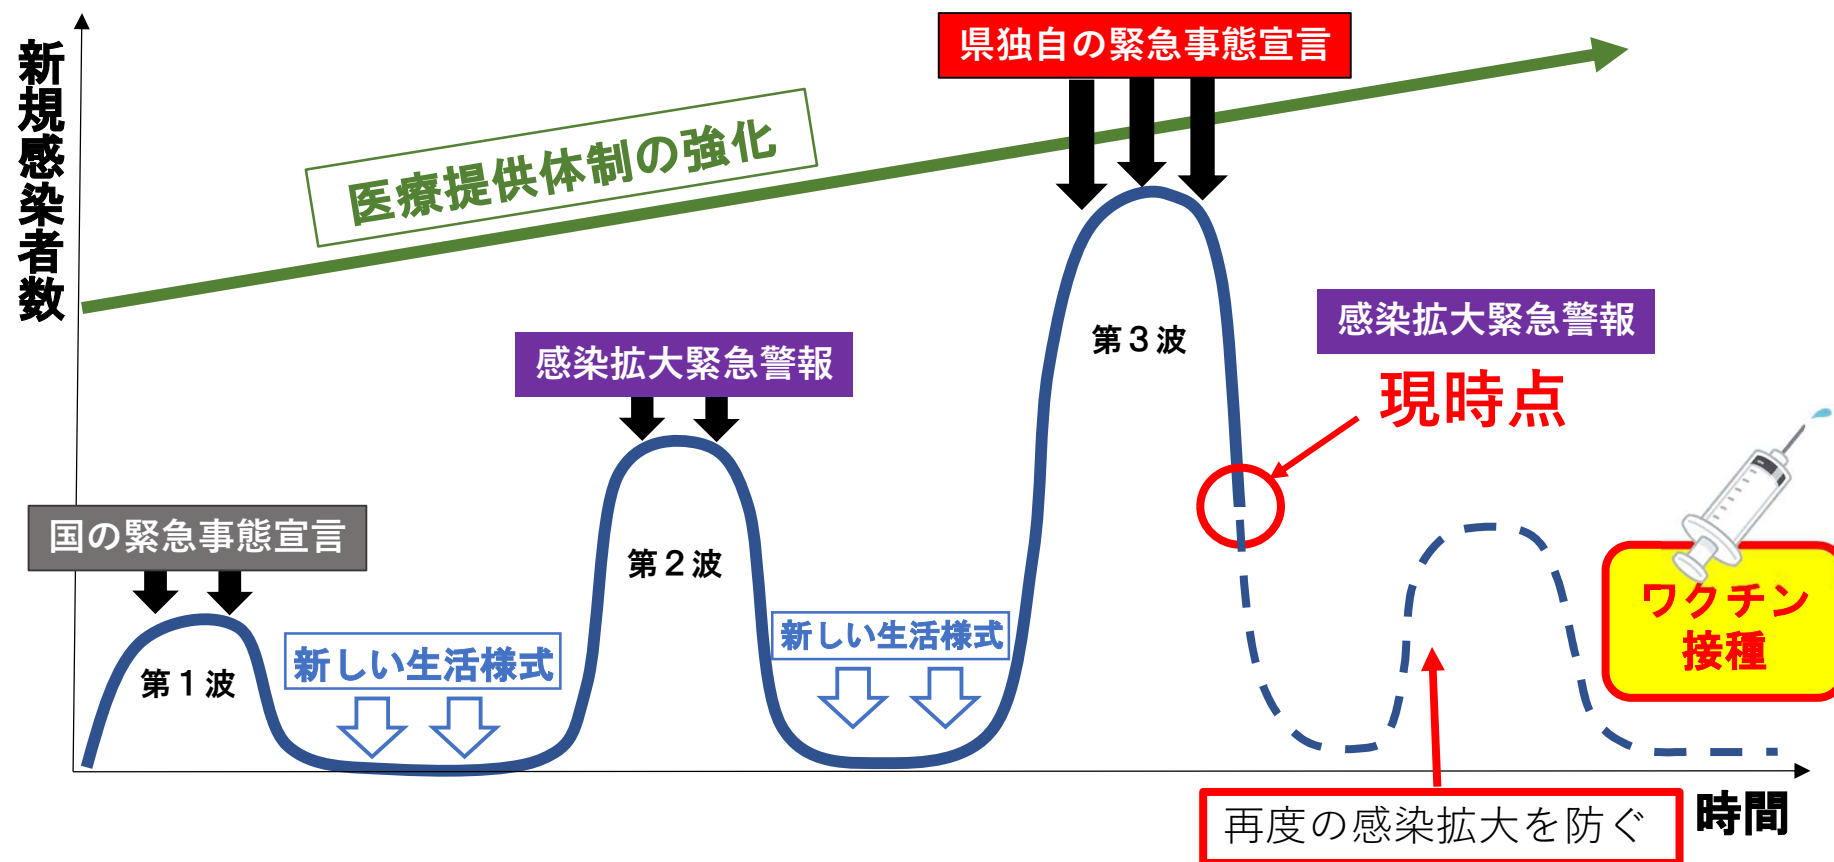 新規感染者数
県独自の緊急事態宣言
医療提供体制の強化
感染拡大緊急警報
第３波
感染拡大緊急警報
現時点
国の緊急事態宣言
第２波
ワクチン
接種
新しい生活様式
新しい生活様式
第１波
再度の感染拡大を防ぐ
時間